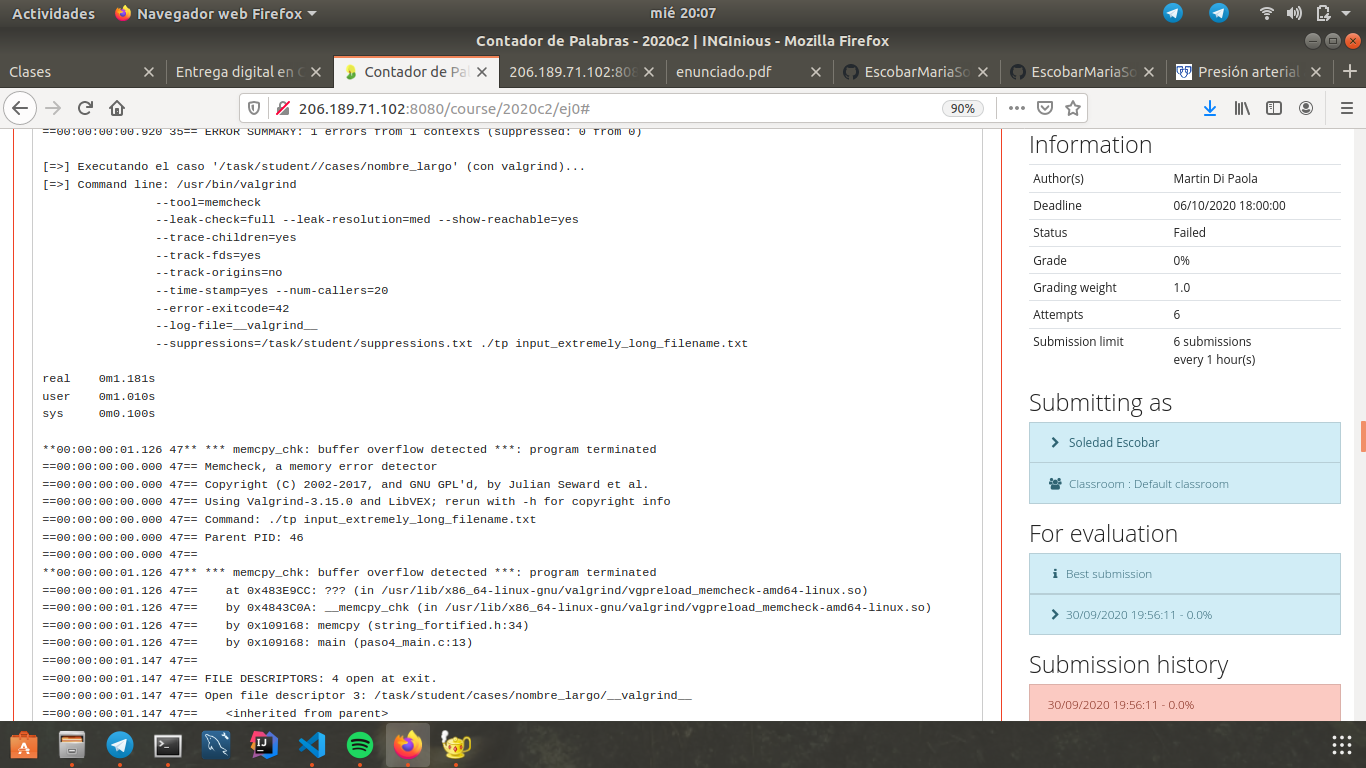 Actividades
Navegador web Firefox
mié 20:07
Contador de Palabras - 2020c2 | INGInious - Mozilla Firefox
Clases
Entrega digital en
Contador de Pal
206.189.71.102:808
enunciado.pdf
EscobarMariaSo
EscobarMariaSo
Presión arterial
206.189.71.102:8080/course/2020c2/ej0#
90%
==00:00:00:00.920 35== ERROR SUMMARY: 1 errors from 1 contexts (suppressed: 0 from 0)
[=>] Executando el caso '/task/student//cases/nombre_largo' (con valgrind)...
[=>] Command line: /usr/bin/valgrind
--tool=memcheck
--leak-check=full --leak-resolution=med --show-reachable=yes
--trace-children=yes
--track-fds=yes
--track-origins=no
--time-stamp=yes --num-callers=20
--error-exitcode=42
--log-file=__valgrind__
--suppressions=/task/student/suppressions.txt ./tp input_extremely_long_filename.txt
real 0m1.181s
user 0m1.010s
sys 0m0.100s
**00:00:00:01.126 47** *** memcpy_chk: buffer overflow detected ***: program terminated
==00:00:00:00.000 47== Memcheck, a memory error detector
==00:00:00:00.000 47== Copyright (C) 2002-2017, and GNU GPL'd, by Julian Seward et al.
==00:00:00:00.000 47== Using Valgrind-3.15.0 and LibVEX; rerun with -h for copyright info
==00:00:00:00.000 47== Command: ./tp input_extremely_long_filename.txt
==00:00:00:00.000 47== Parent PID: 46
==00:00:00:00.000 47==
**00:00:00:01.126 47** *** memcpy_chk: buffer overflow detected ***: program terminated
==00:00:00:01.126 47== at 0x483E9CC: ??? (in /usr/lib/x86_64-linux-gnu/valgrind/vgpreload_memcheck-amd64-linux.so)
==00:00:00:01.126 47== by 0x4843C0A: __memcpy_chk (in /usr/lib/x86_64-linux-gnu/valgrind/vgpreload_memcheck-amd64-linux.so)
==00:00:00:01.126 47== by 0x109168: memcpy (string_fortified.h:34)
==00:00:00:01.126 47== by 0x109168: main (paso4_main.c:13)
==00:00:00:01.147 47==
==00:00:00:01.147 47== FILE DESCRIPTORS: 4 open at exit.
==00:00:00:01.147 47== Open file descriptor 3: /task/student/cases/nombre_largo/__valgrind__
==00:00:00:01.147 47== <inherited from parent>
Information
Author(s) Martin Di Paola
Deadline 06/10/2020 18:00:00
Status Failed
Grade 0%
Grading weight 1.0
Attempts 6
Submission limit 6 submissions
every 1 hour(s)
Submitting as
Soledad Escobar
Classroom : Default classroom
For evaluation
Best submission
30/09/2020 19:56:11 - 0.0%
Submission history
30/09/2020 19:56:11 - 0.0%